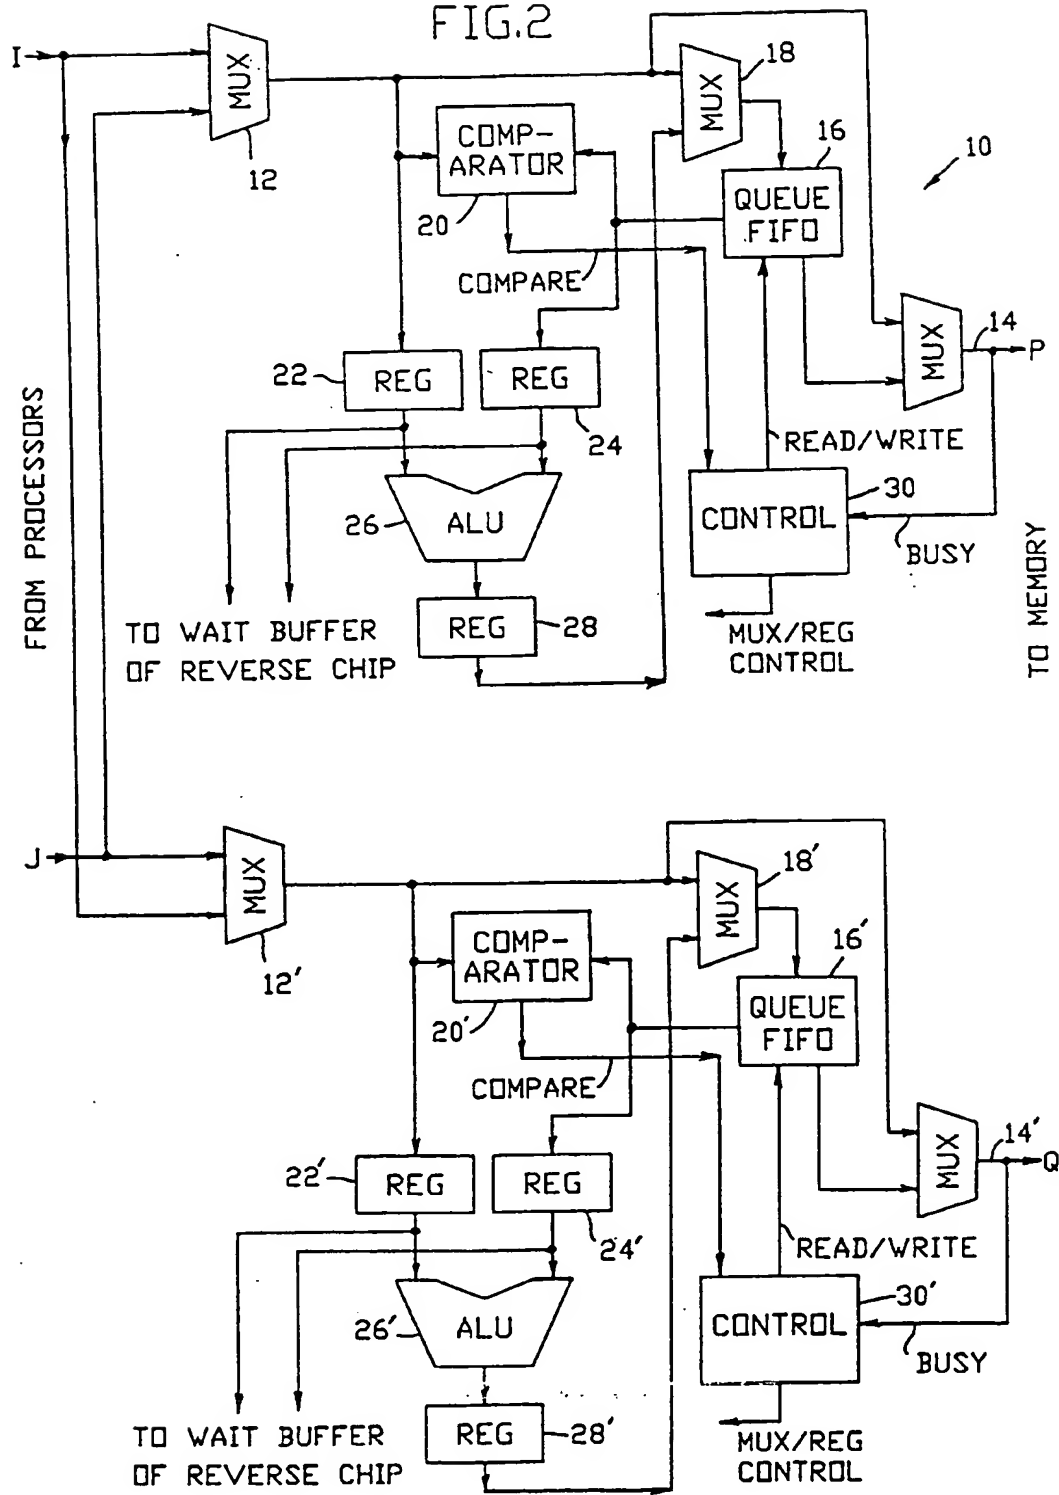 FIG.2
I
MUX
12
COMP-
ARATOR
20
COMPARE
MUX
18
16
QUEUE
FIFO
10
MUX
14
P
22
REG
REG
24
READ/WRITE
CONTROL
30
BUSY
26
ALU
REG
28
TO WAIT BUFFER
OF REVERSE CHIP
MUX/REG
CONTROL
FROM PROCESSORS
TO MEMORY
J
MUX
12'
COMP-
ARATOR
20'
COMPARE
MUX
18'
16'
QUEUE
FIFO
MUX
14'
Q
22'
REG
REG
24'
READ/WRITE
CONTROL
30'
BUSY
26'
ALU
REG
28'
TO WAIT BUFFER
OF REVERSE CHIP
MUX/REG
CONTROL